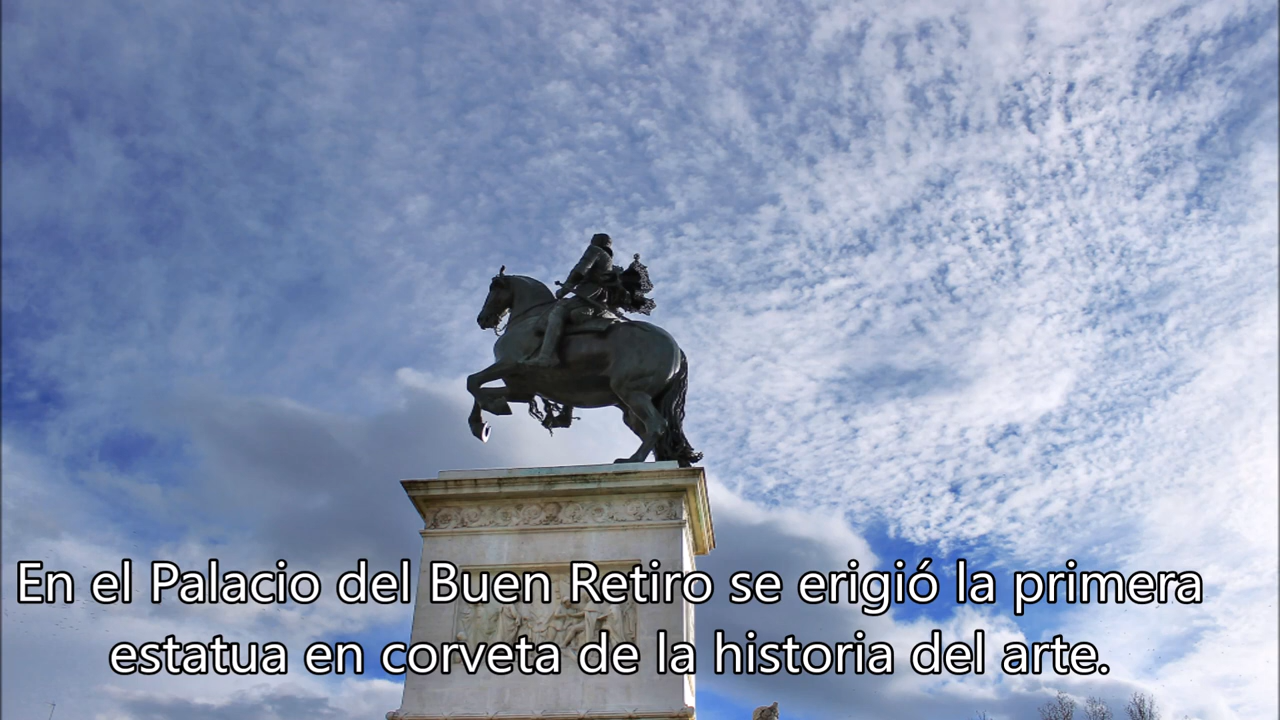 En el Palacio del Buen Retiro se erigió la primera
estatua en corveta de la historia del arte.